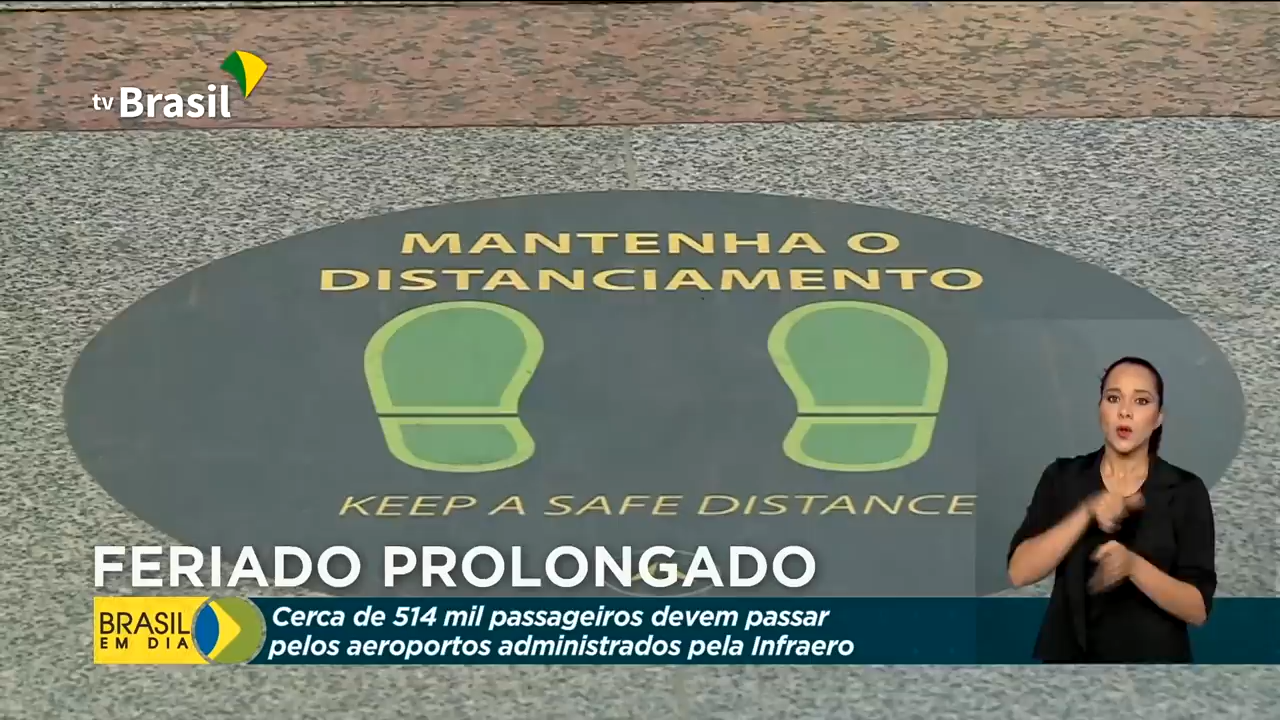 tv Brasil
MANTENHA O
DISTANCIAMENTO
KEEP A SAFE DISTANCE
FERIADO PROLONGADO
BRASIL
EM DIA
Cerca de 514 mil passageiros devem passar
pelos aeroportos administrados pela Infraero